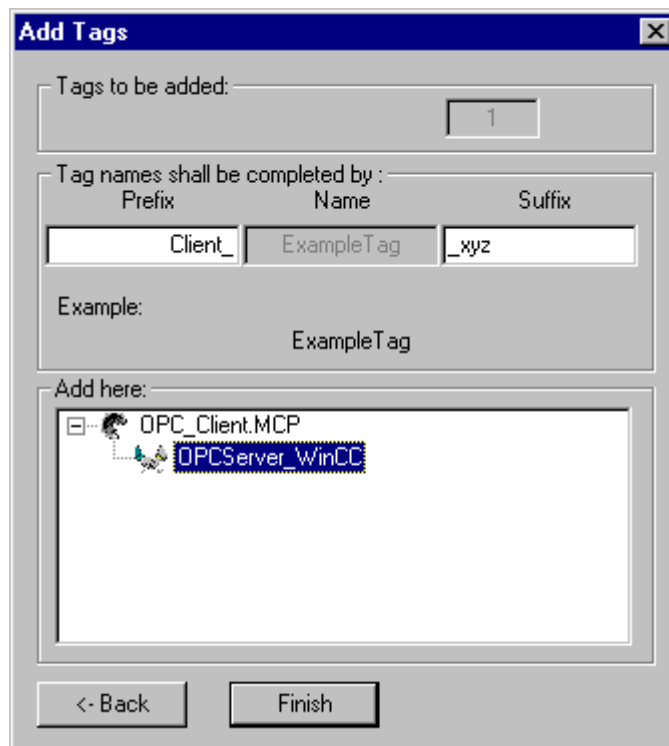 Add Tags
Tags to be added:
1
Tag names shall be completed by :
Prefix Name Suffix
Client_ ExampleTag _xyz
Example:
ExampleTag
Add here:
OPC_Client.MCP
OPCServer_WinCC
<- Back Finish